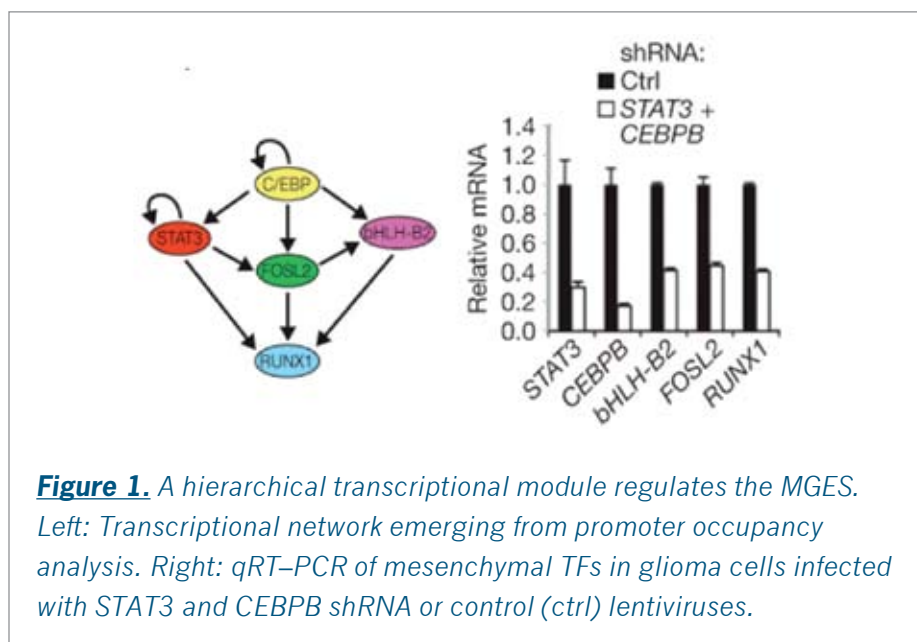 C/EBP
STAT3
bHLH-B2
FOSL2
RUNX1
shRNA:
Ctrl
STAT3 +
CEBPB
Relative mRNA
1.4
1.2
1.0
0.8
0.6
0.4
0.2
0.0
STAT3
CEBPB
bHLH-B2
FOSL2
RUNX1
Figure 1. A hierarchical transcriptional module regulates the MGES.
Left: Transcriptional network emerging from promoter occupancy
analysis. Right: qRT–PCR of mesenchymal TFs in glioma cells infected
with STAT3 and CEBPB shRNA or control (ctrl) lentiviruses.